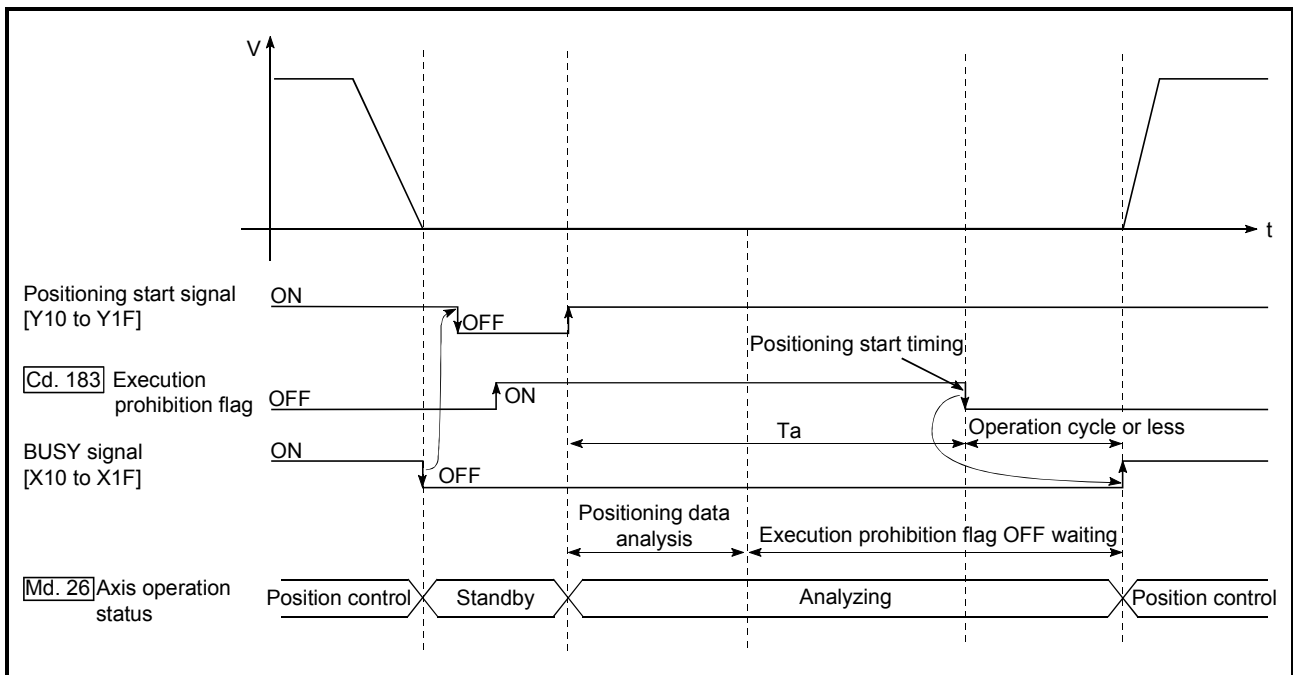 V
t
Positioning start signal
[Y10 to Y1F]
ON
OFF
Positioning start timing
Cd. 183 Execution
prohibition flag
OFF
ON
Ta
Operation cycle or less
BUSY signal
[X10 to X1F]
ON
OFF
Positioning data
analysis
Execution prohibition flag OFF waiting
Md. 26 Axis operation
status
Position control
Standby
Analyzing
Position control